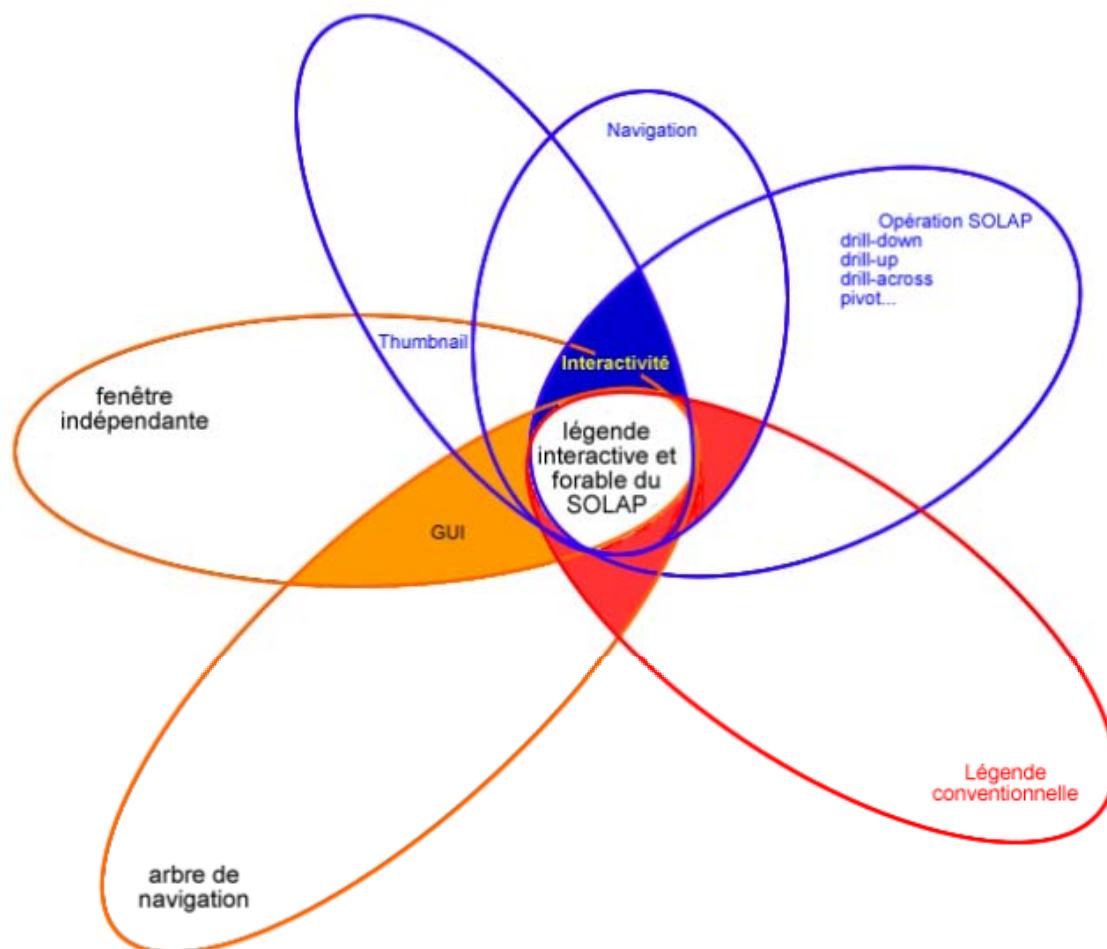 Navigation
Opération SOLAP
drill-down
drill-up
drill-across
pivot...
Thumbnail
Interactivité
fenêtre
indépendante
légende
interactive et
forable du
SOLAP
GUI
Légende
conventionnelle
arbre de
navigation